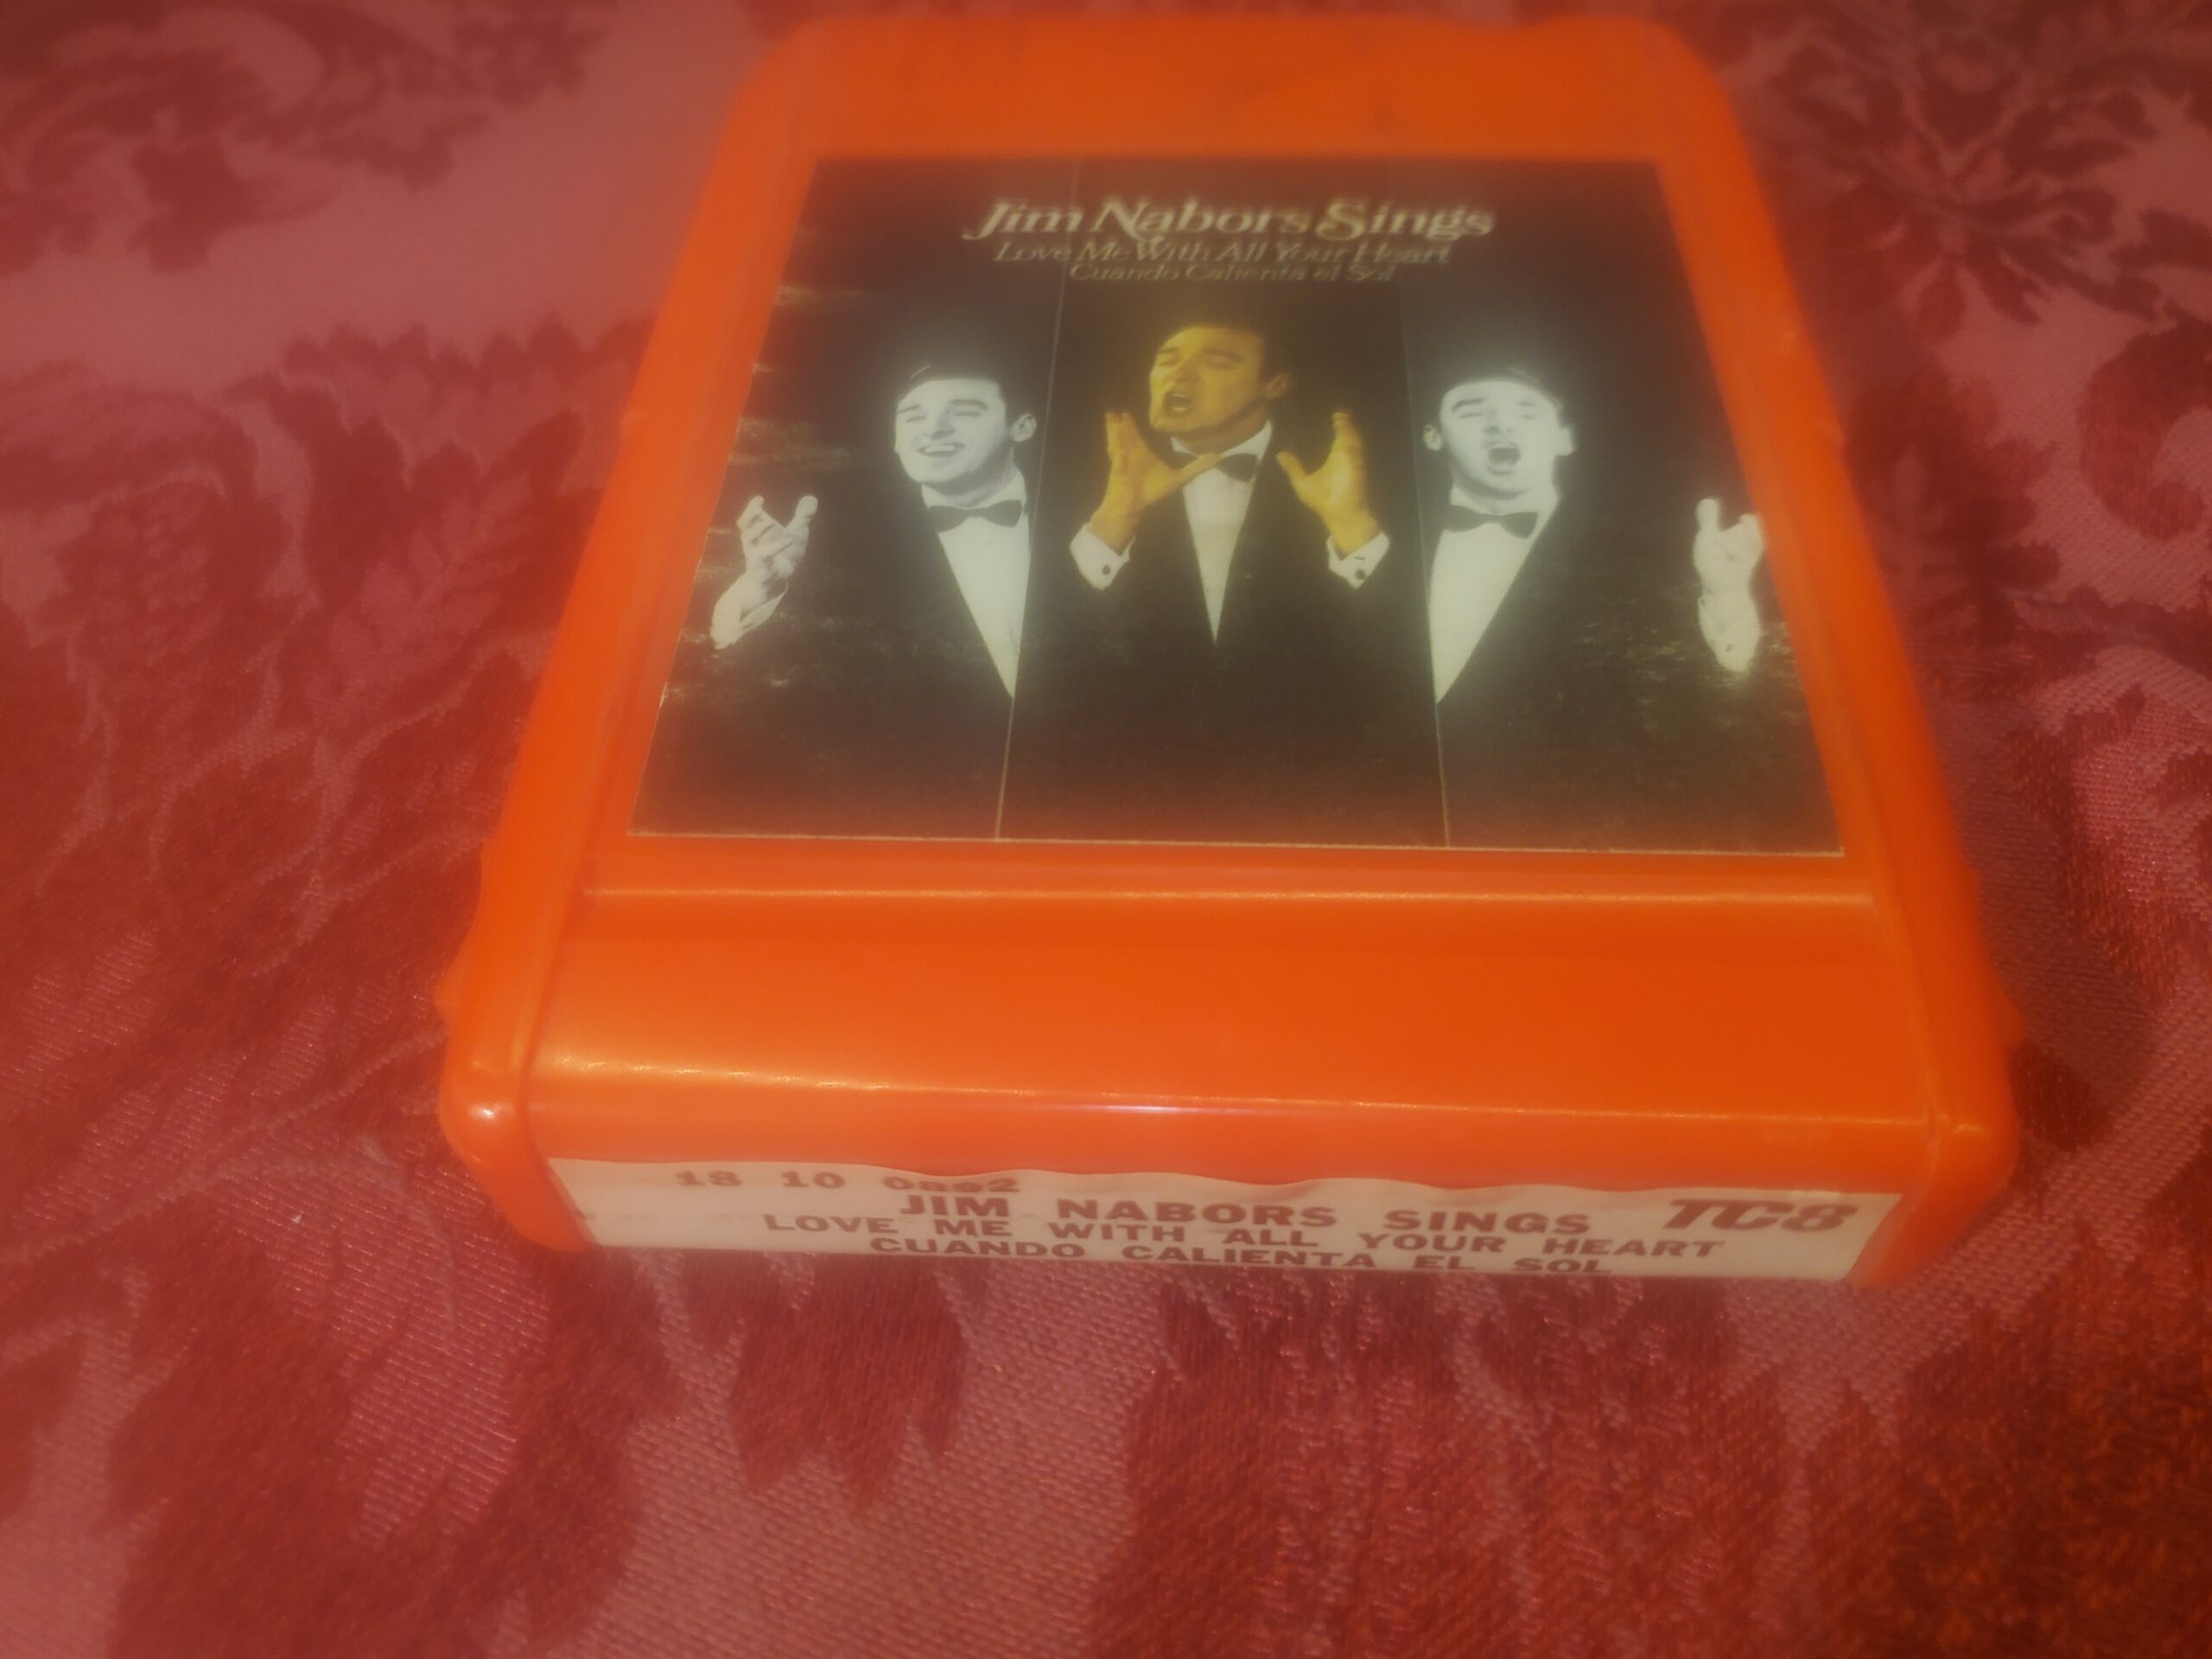 Jim Nabors Sings
Love Me With All Your Heart
Cuando Calienta el Sol
18 10
JIM NABORS SINGS TC8
LOVE ME WITH ALL YOUR HEART
CUANDO CALIENTA EL SOL